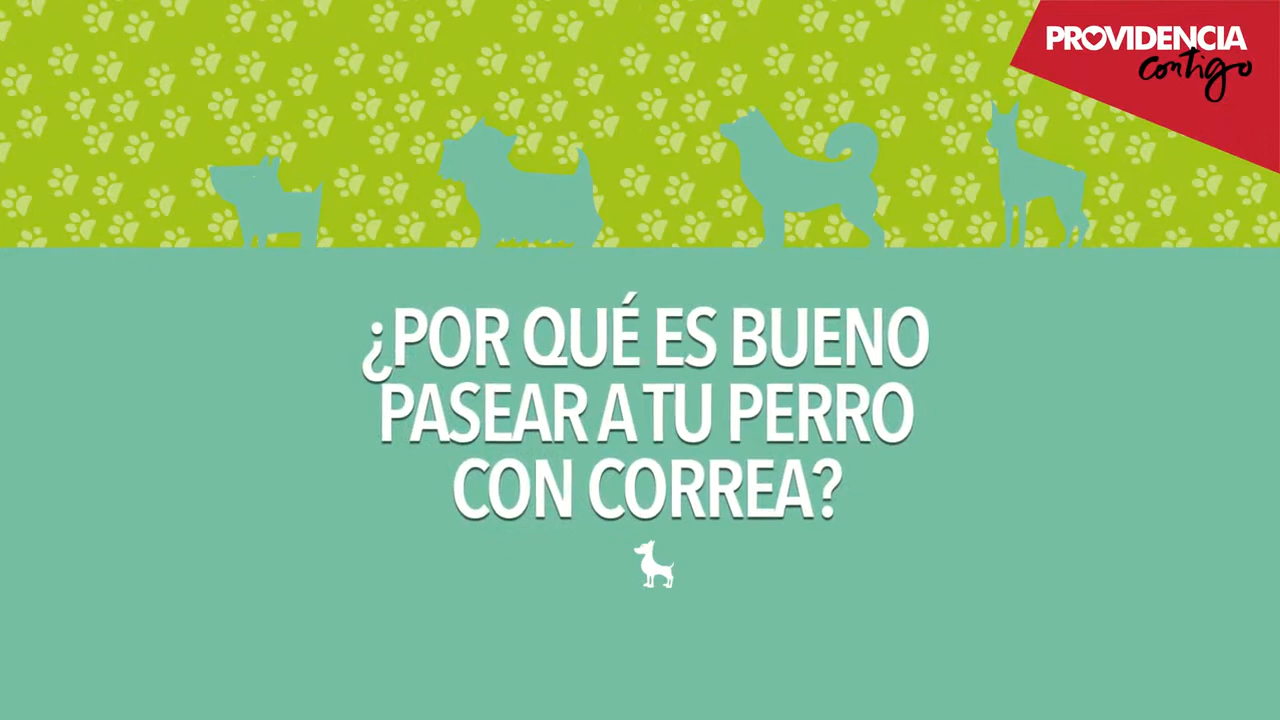 PROVIDENCIA
contigo
¿POR QUÉ ES BUENO
PASEAR A TU PERRO
CON CORREA?